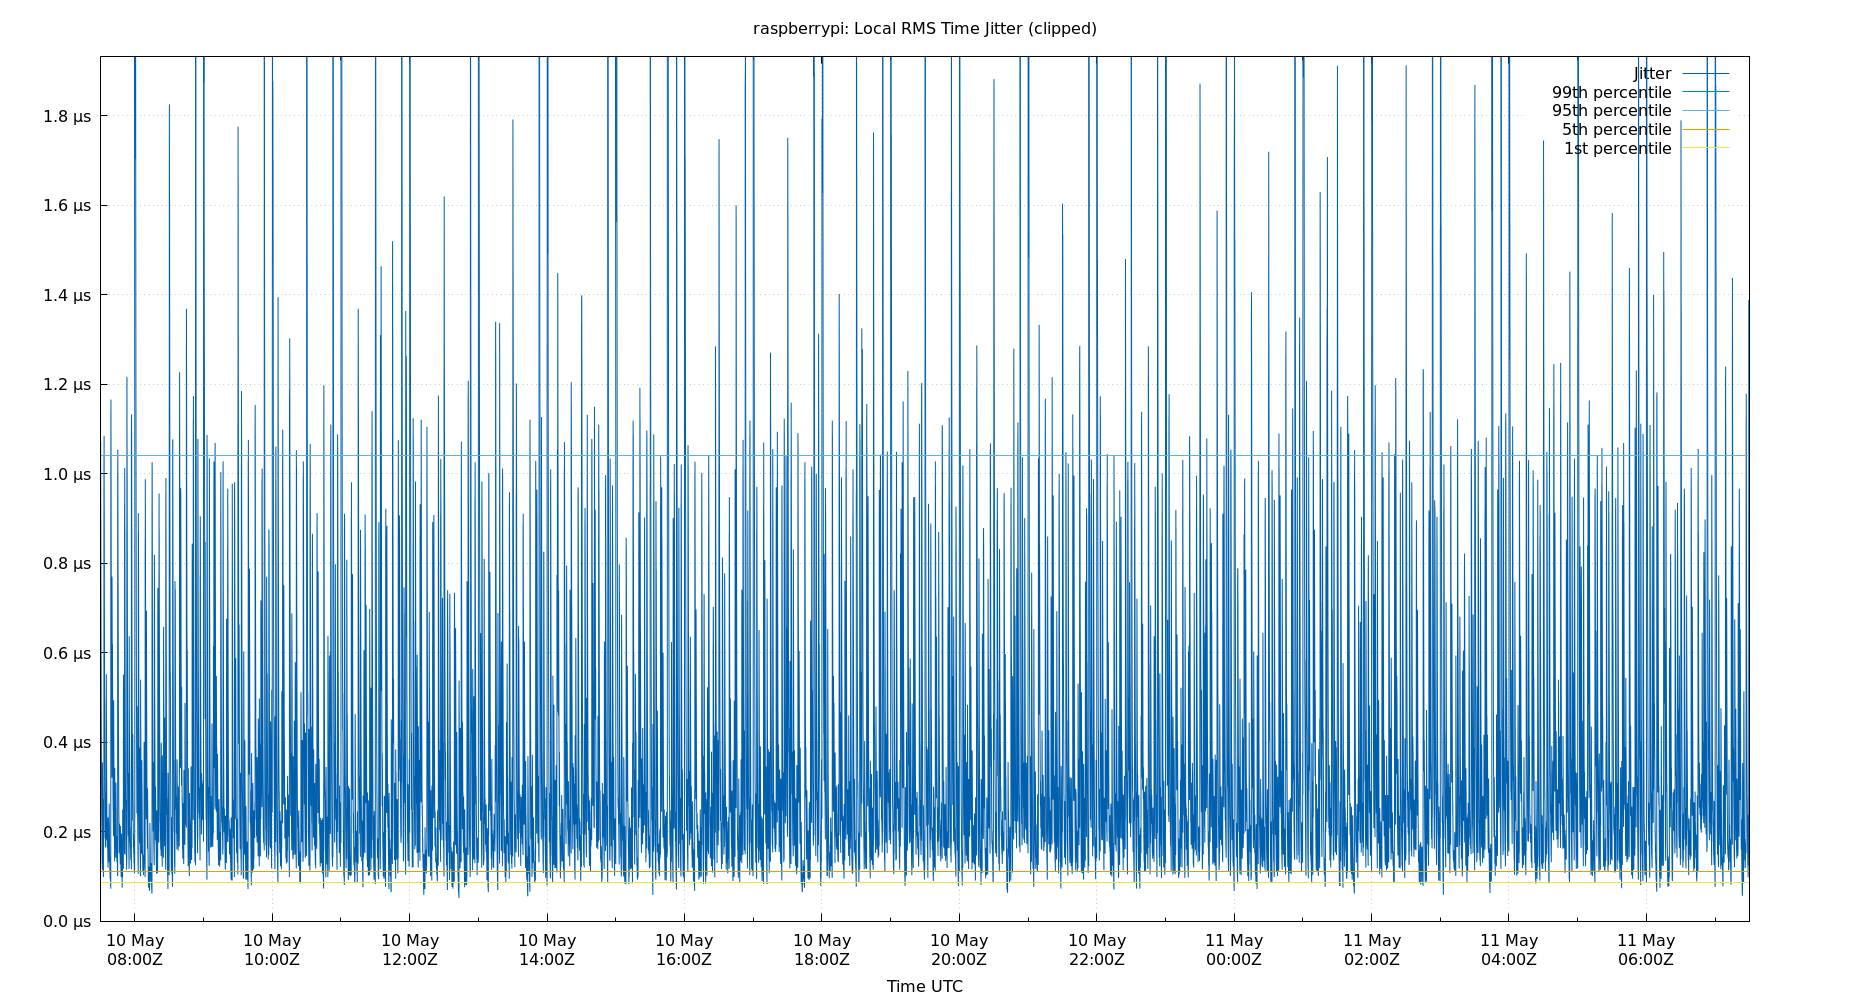 raspberrypi: Local RMS Time Jitter (clipped)
Jitter
99th percentile
95th percentile
5th percentile
1st percentile
1.8 μs
1.6 μs
1.4 μs
1.2 μs
1.0 μs
0.8 μs
0.6 μs
0.4 μs
0.2 μs
0.0 μs
10 May 10 May 10 May 10 May 10 May 10 May 10 May 10 May 11 May 11 May 11 May 11 May
08:00Z 10:00Z 12:00Z 14:00Z 16:00Z 18:00Z 20:00Z 22:00Z 00:00Z 02:00Z 04:00Z 06:00Z
Time UTC